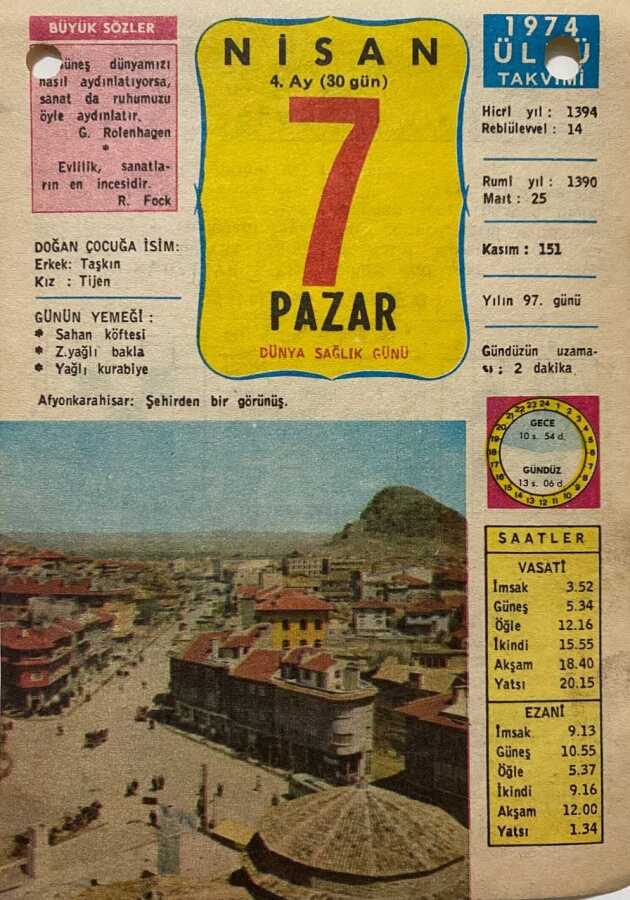 BÜYÜK SÖZLER
Güneş dünyamızı
nasıl aydınlatıyorsa,
sanat da ruhumuzu
öyle aydınlatır.
G. Rolenhagen
*
Evlilik, sanatla-
rın en incesidir.
R. Fock
DOĞAN ÇOCUĞA İSİM:
Erkek: Taşkın
Kız : Tijen
GÜNÜN YEMEĞİ :
* Sahan köftesi
* Z.yağlı bakla
* Yağlı kurabiye
NİSAN
4. Ay (30 gün)
7
PAZAR
DÜNYA SAĞLIK GÜNÜ
1974
TAKVİMİ
Hicrî yıl : 1394
Rebiülevvel : 14
Rumî yıl : 1390
Mart : 25
Kasım : 151
Yılın 97. günü
Gündüzün uzama-
sı : 2 dakika
Afyonkarahisar: Şehirden bir görünüş.
GECE
10 s. 54 d.
GÜNDÜZ
13 s. 06 d.
SAATLER
VASATİ
İmsak 3.52
Güneş 5.34
Öğle 12.16
İkindi 15.55
Akşam 18.40
Yatsı 20.15
EZANİ
İmsak 9.13
Güneş 10.55
Öğle 5.37
İkindi 9.16
Akşam 12.00
Yatsı 1.34